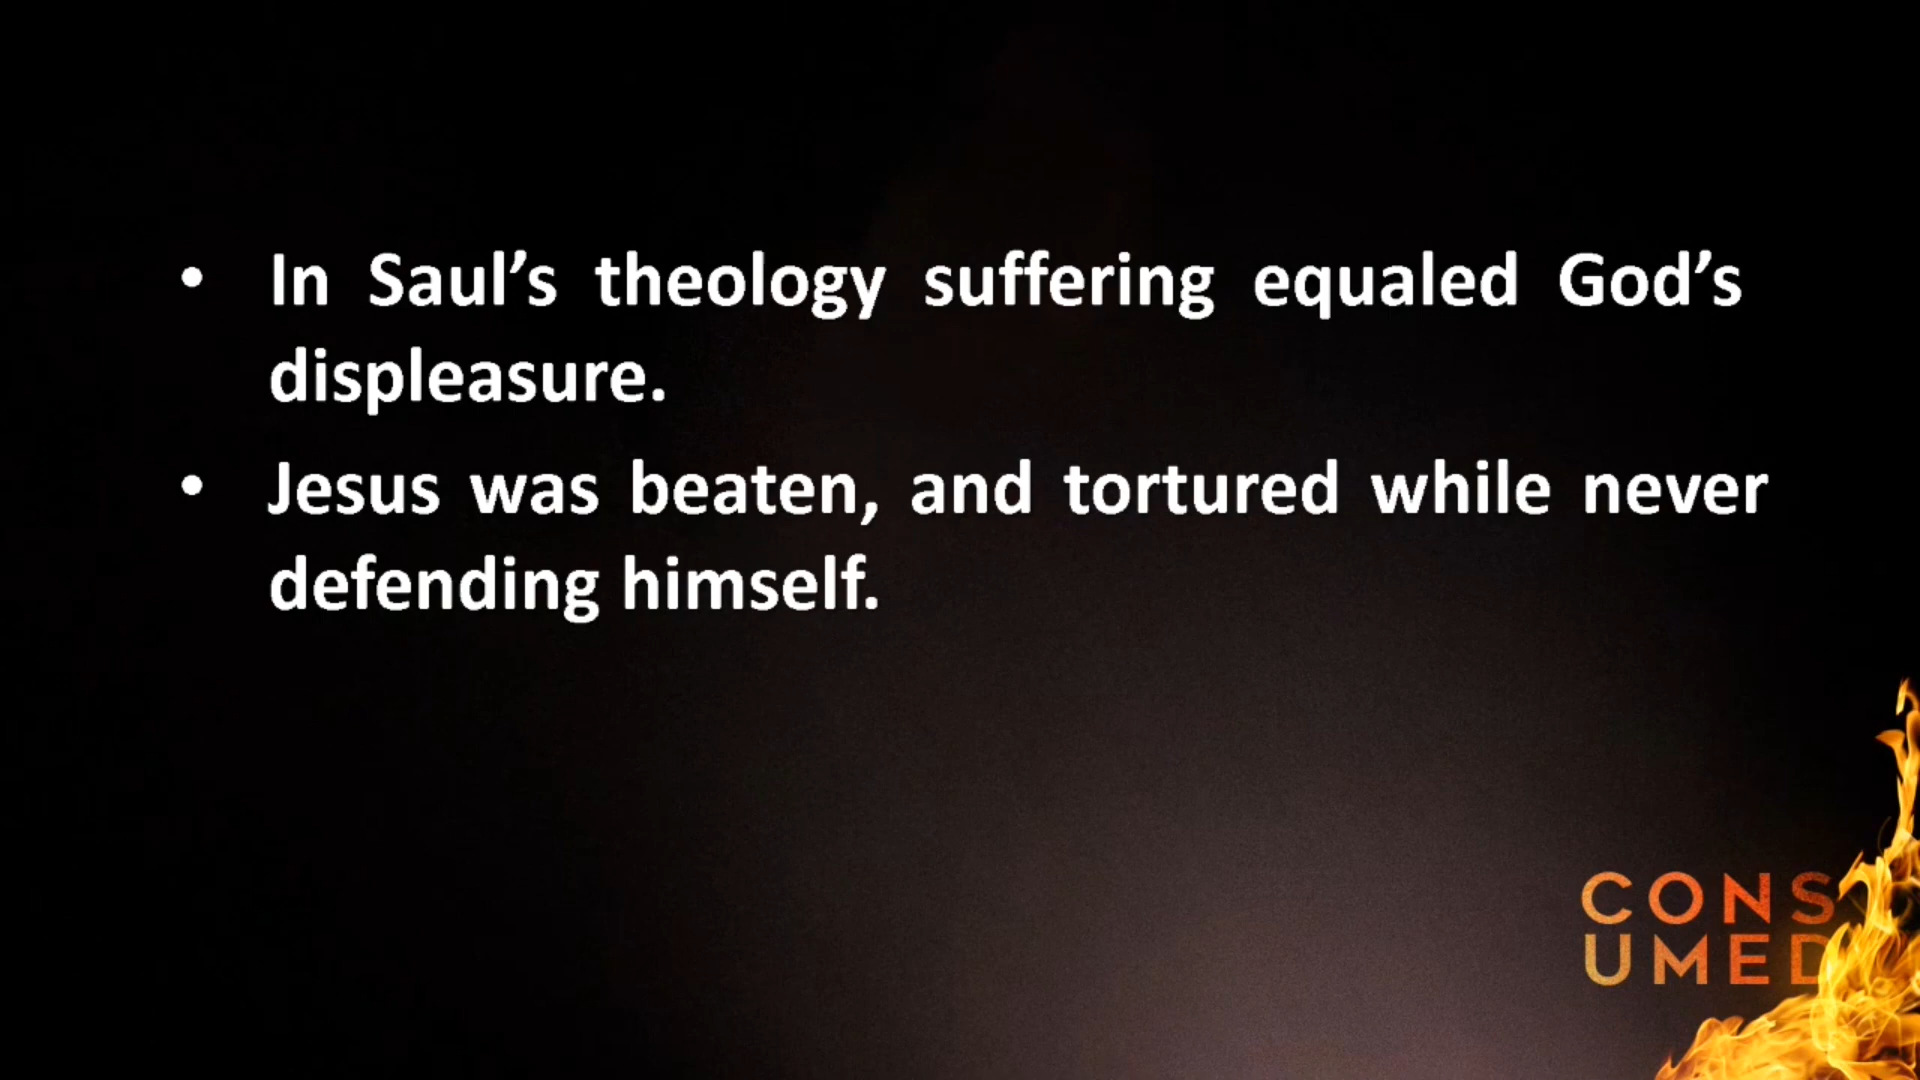 • In Saul’s theology suffering equaled God’s
displeasure.
• Jesus was beaten, and tortured while never
defending himself.
CONS
UMED